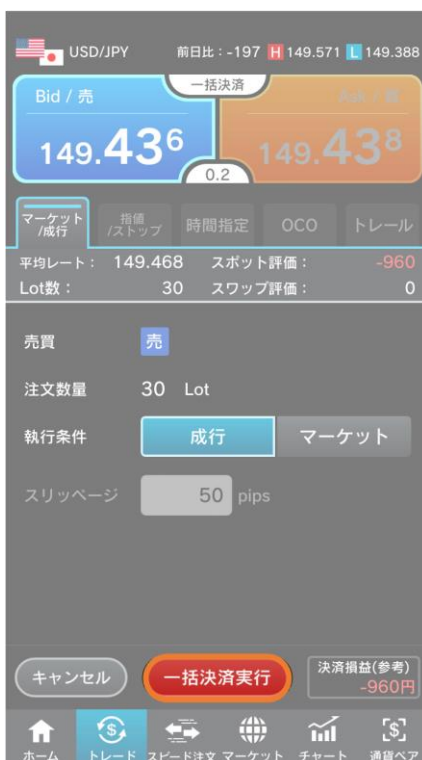 USD/JPY 前日比：-197 H 149.571 L 149.388
一括決済
Bid / 売
149.436 149.438
0.2
マーケット/成行 指値/ストップ 時間指定 OCO トレール
平均レート： 149.468 スポット評価： -960
Lot数： 30 スワップ評価： 0
売買 売
注文数量 30 Lot
執行条件 成行 マーケット
スリッページ 50 pips
キャンセル 一括決済実行 決済損益(参考)
-960円
ホーム トレード スピード注文 マーケット チャート 通貨ペア